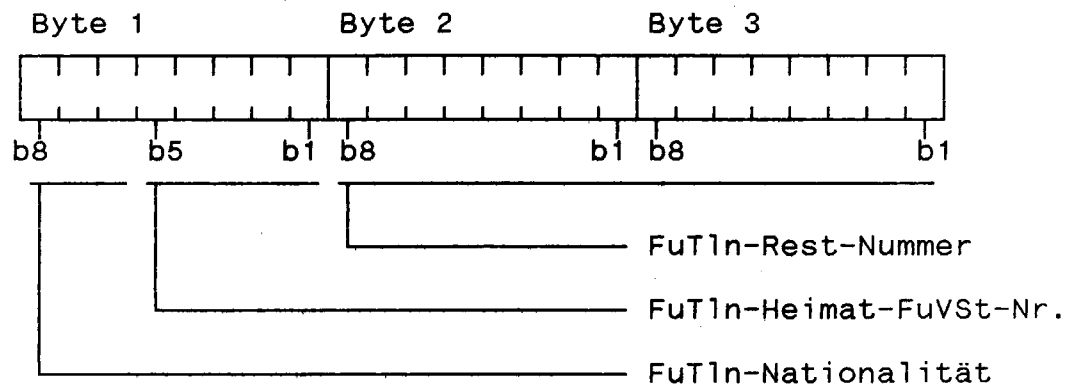 Byte 1 Byte 2 Byte 3
b8 b5 b1 b8 b1 b8 b1
FuTln-Rest-Nummer
FuTln-Heimat-FuVSt-Nr.
FuTln-Nationalität